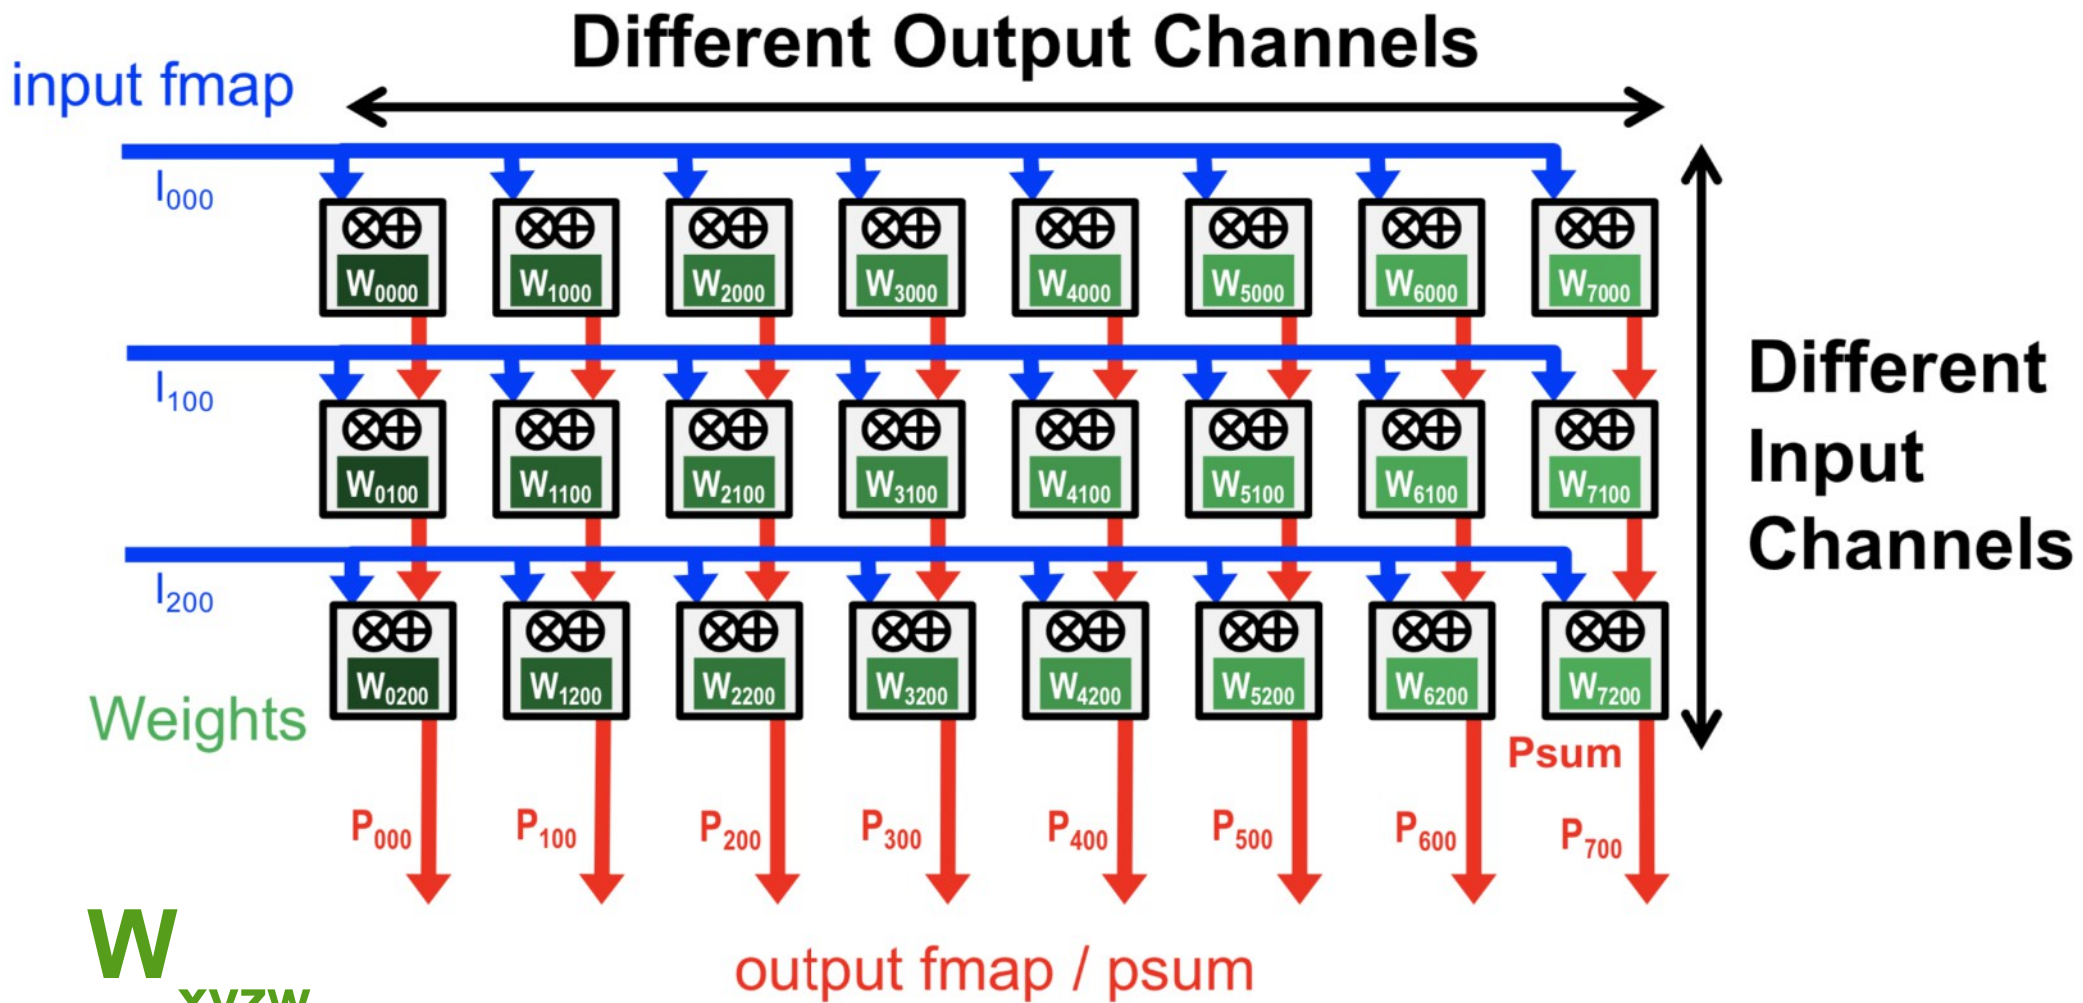 Different Output Channels
input fmap
I000
W0000 W1000 W2000 W3000 W4000 W5000 W6000 W7000
I100
W0100 W1100 W2100 W3100 W4100 W5100 W6100 W7100
Different
Input
Channels
I200
W0200 W1200 W2200 W3200 W4200 W5200 W6200 W7200
Weights
Psum
P000 P100 P200 P300 P400 P500 P600 P700
W
xyzw
output fmap / psum